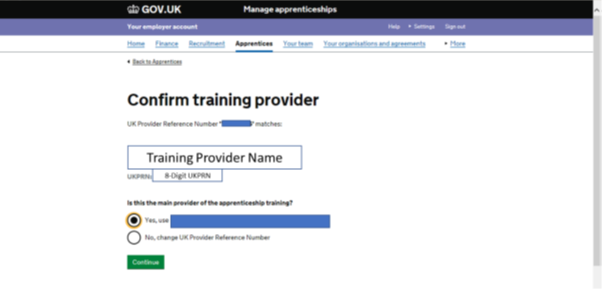 GOV.UK Manage apprenticeships
Your employer account Help Settings Sign out
Home Finance Recruitment Apprentices Your team Your organisations and agreements More
Back to Apprentices
Confirm training provider
UK Provider Reference Number " " matches:
Training Provider Name
UKPRN: 8-Digit UKPRN
Is this the main provider of the apprenticeship training?
Yes, use
No, change UK Provider Reference Number
Continue